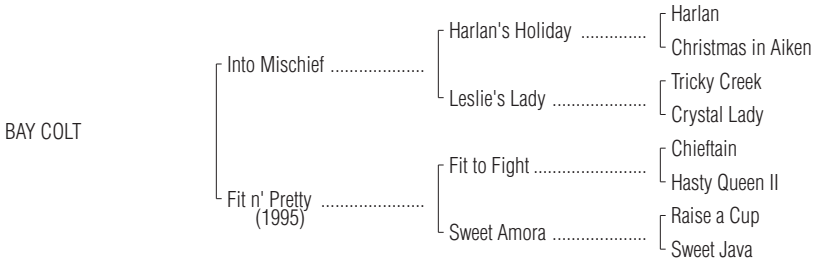 Harlan
Harlan's Holiday ..............
Christmas in Aiken
Into Mischief .....................
Tricky Creek
Leslie's Lady ....................
Crystal Lady
BAY COLT
Chieftain
Fit to Fight ........................
Hasty Queen II
Fit n' Pretty .......................
(1995)
Raise a Cup
Sweet Amora ....................
Sweet Java